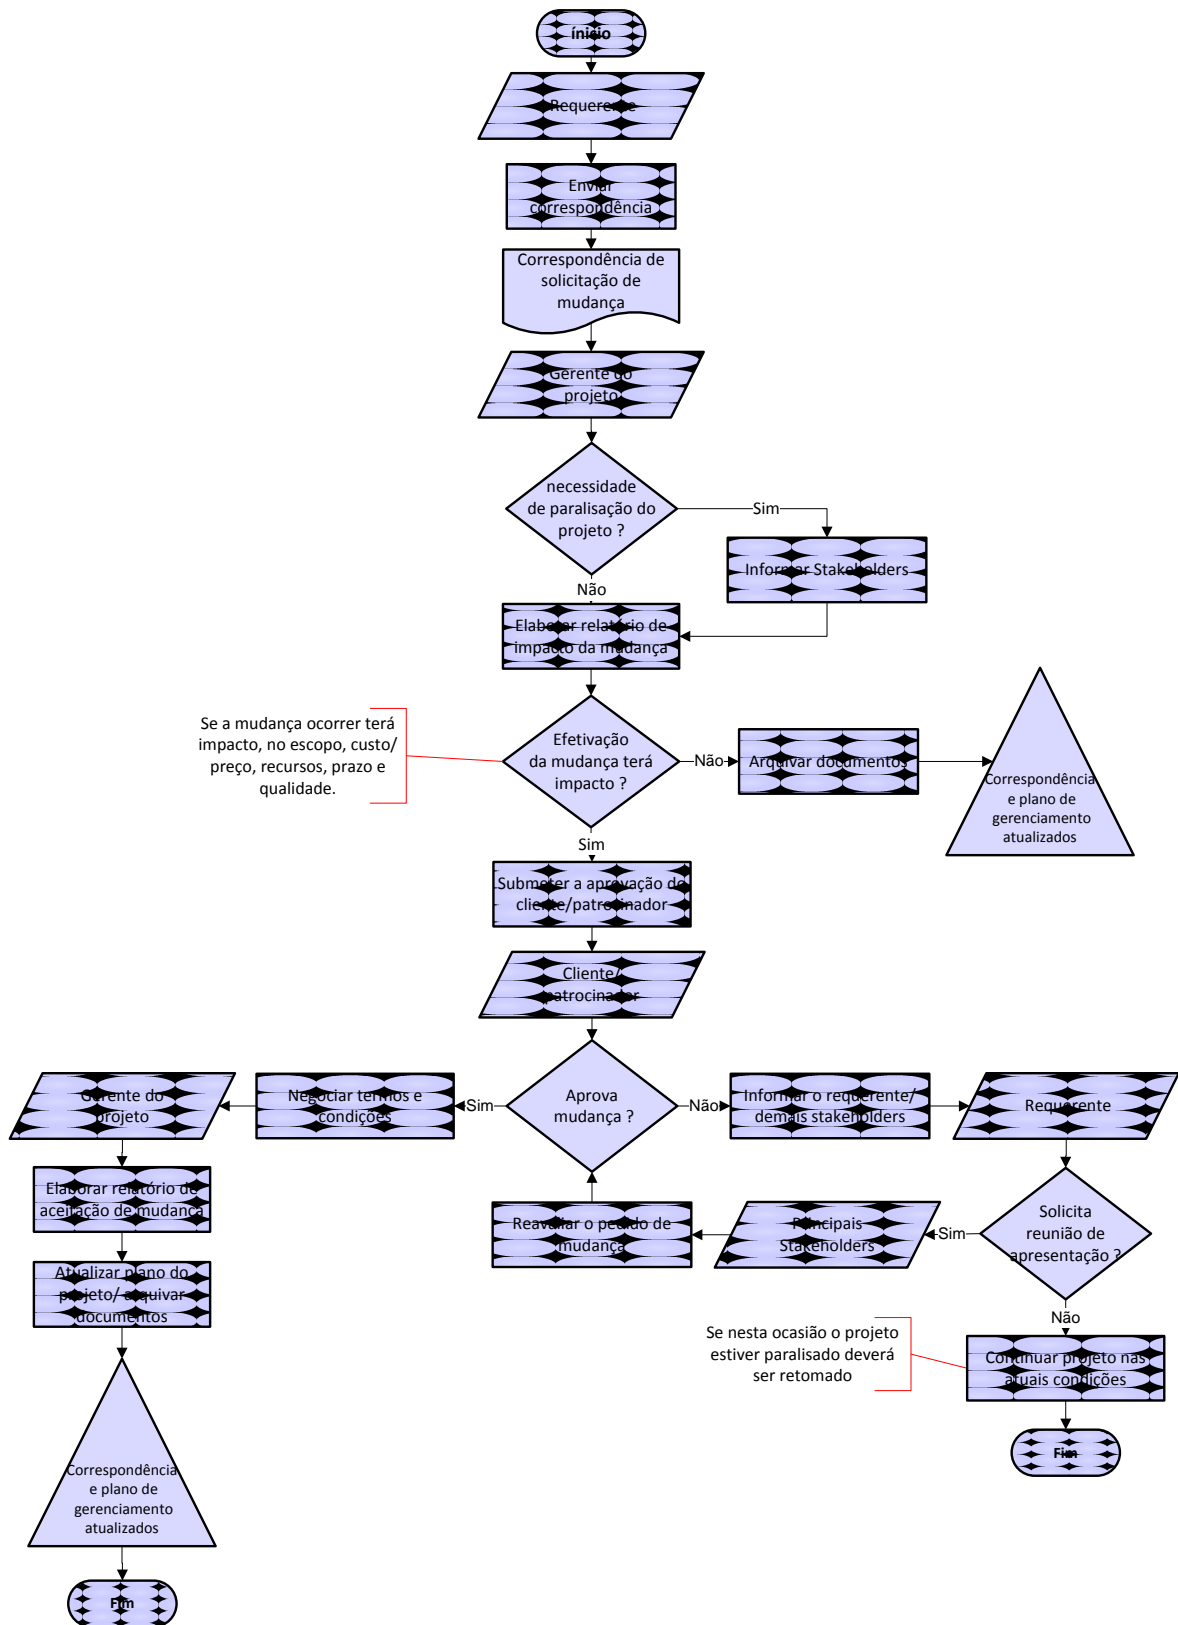 ínicio
Requerente
Enviar
correspondência
Correspondência de
solicitação de
mudança
Gerente do
projeto
necessidade
de paralisação do
projeto ?
Sim
Informar Stakeholders
Não
Elaborar relatório de
impacto da mudança
Se a mudança ocorrer terá
impacto, no escopo, custo/
preço, recursos, prazo e
qualidade.
Efetivação
da mudança terá
impacto ?
Não
Arquivar documentos
Correspondência
e plano de
gerenciamento
atualizados
Sim
Submeter a aprovação do
cliente/patrocinador
Cliente/
patrocinador
Aprova
mudança ?
Sim
Negociar termos e
condições
Gerente do
projeto
Não
Informar o requerente/
demais stakeholders
Requerente
Elaborar relatório de
aceitação de mudança
Solicita
reunião de
apresentação ?
Sim
Principais
Stakeholders
Reavaliar o pedido de
mudança
Atualizar plano do
projeto/ arquivar
documentos
Não
Se nesta ocasião o projeto
estiver paralisado deverá
ser retomado
Continuar projeto nas
atuais condições
Fim
Correspondência
e plano de
gerenciamento
atualizados
Fim